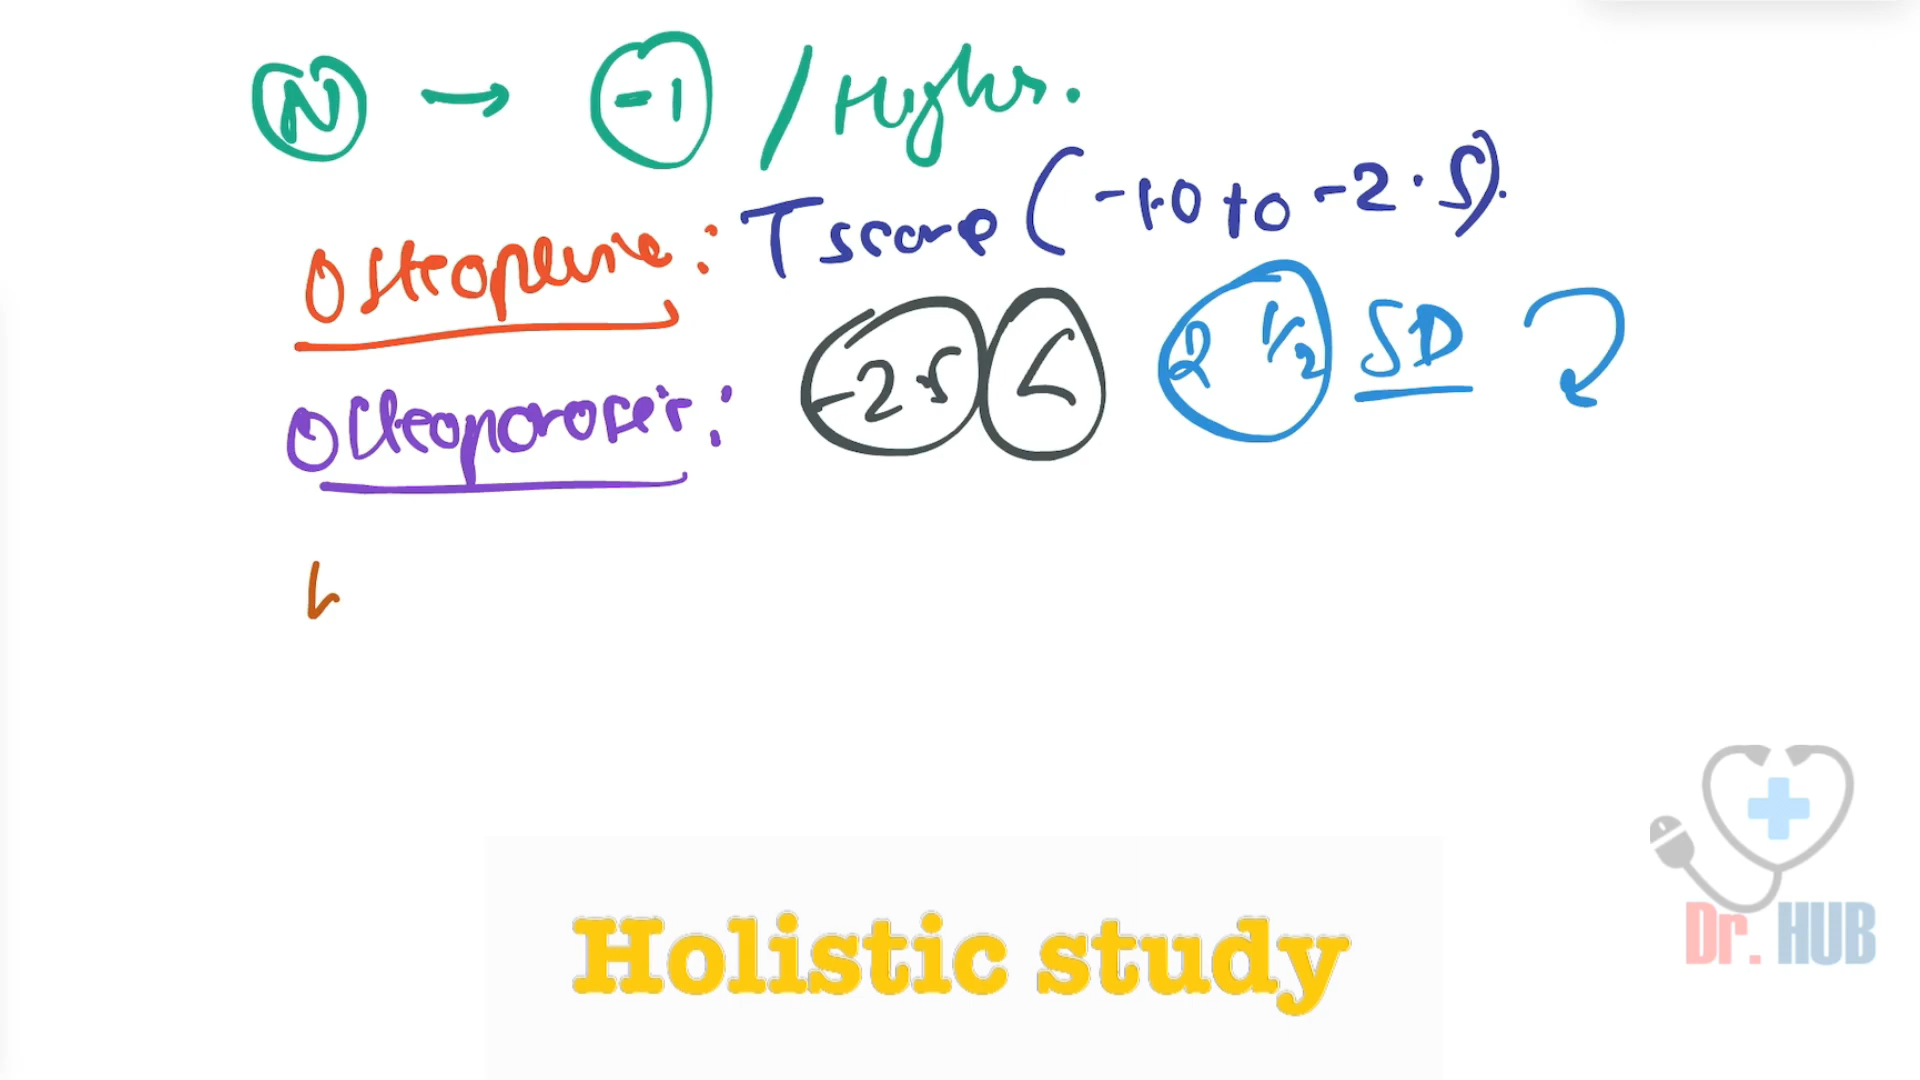 N → -1 / Higher.
Osteopenia : T score (-1.0 to -2.5).
Osteoporosis : -2.5 < 2 1/2 SD
Holistic study
Dr. HUB